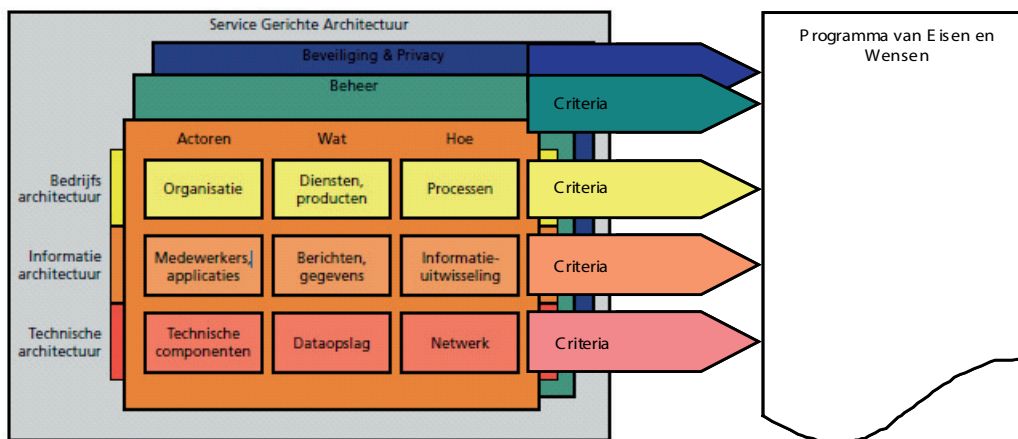 Service Gerichte Architectuur
Beveiliging & Privacy
Beheer
Actoren
Wat
Hoe
Bedrijfs
architectuur
Organisatie
Diensten,
producten
Processen
Informatie
architectuur
Medewerkers,
applicaties
Berichten,
gegevens
Informatie-
uitwisseling
Technische
architectuur
Technische
componenten
Dataopslag
Netwerk
Criteria
Criteria
Criteria
Criteria
Programma van Eisen en
Wensen